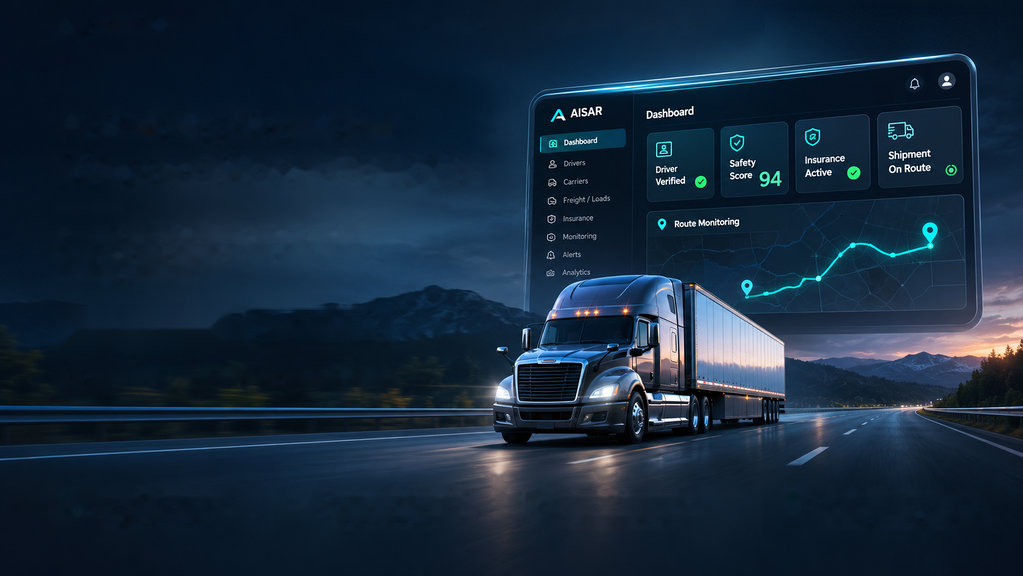 AISAR
Dashboard
Drivers
Carriers
Freight / Loads
Insurance
Monitoring
Alerts
Analytics
Dashboard
Driver
Verified
Safety
Score 94
Insurance
Active
Shipment
On Route
Route Monitoring